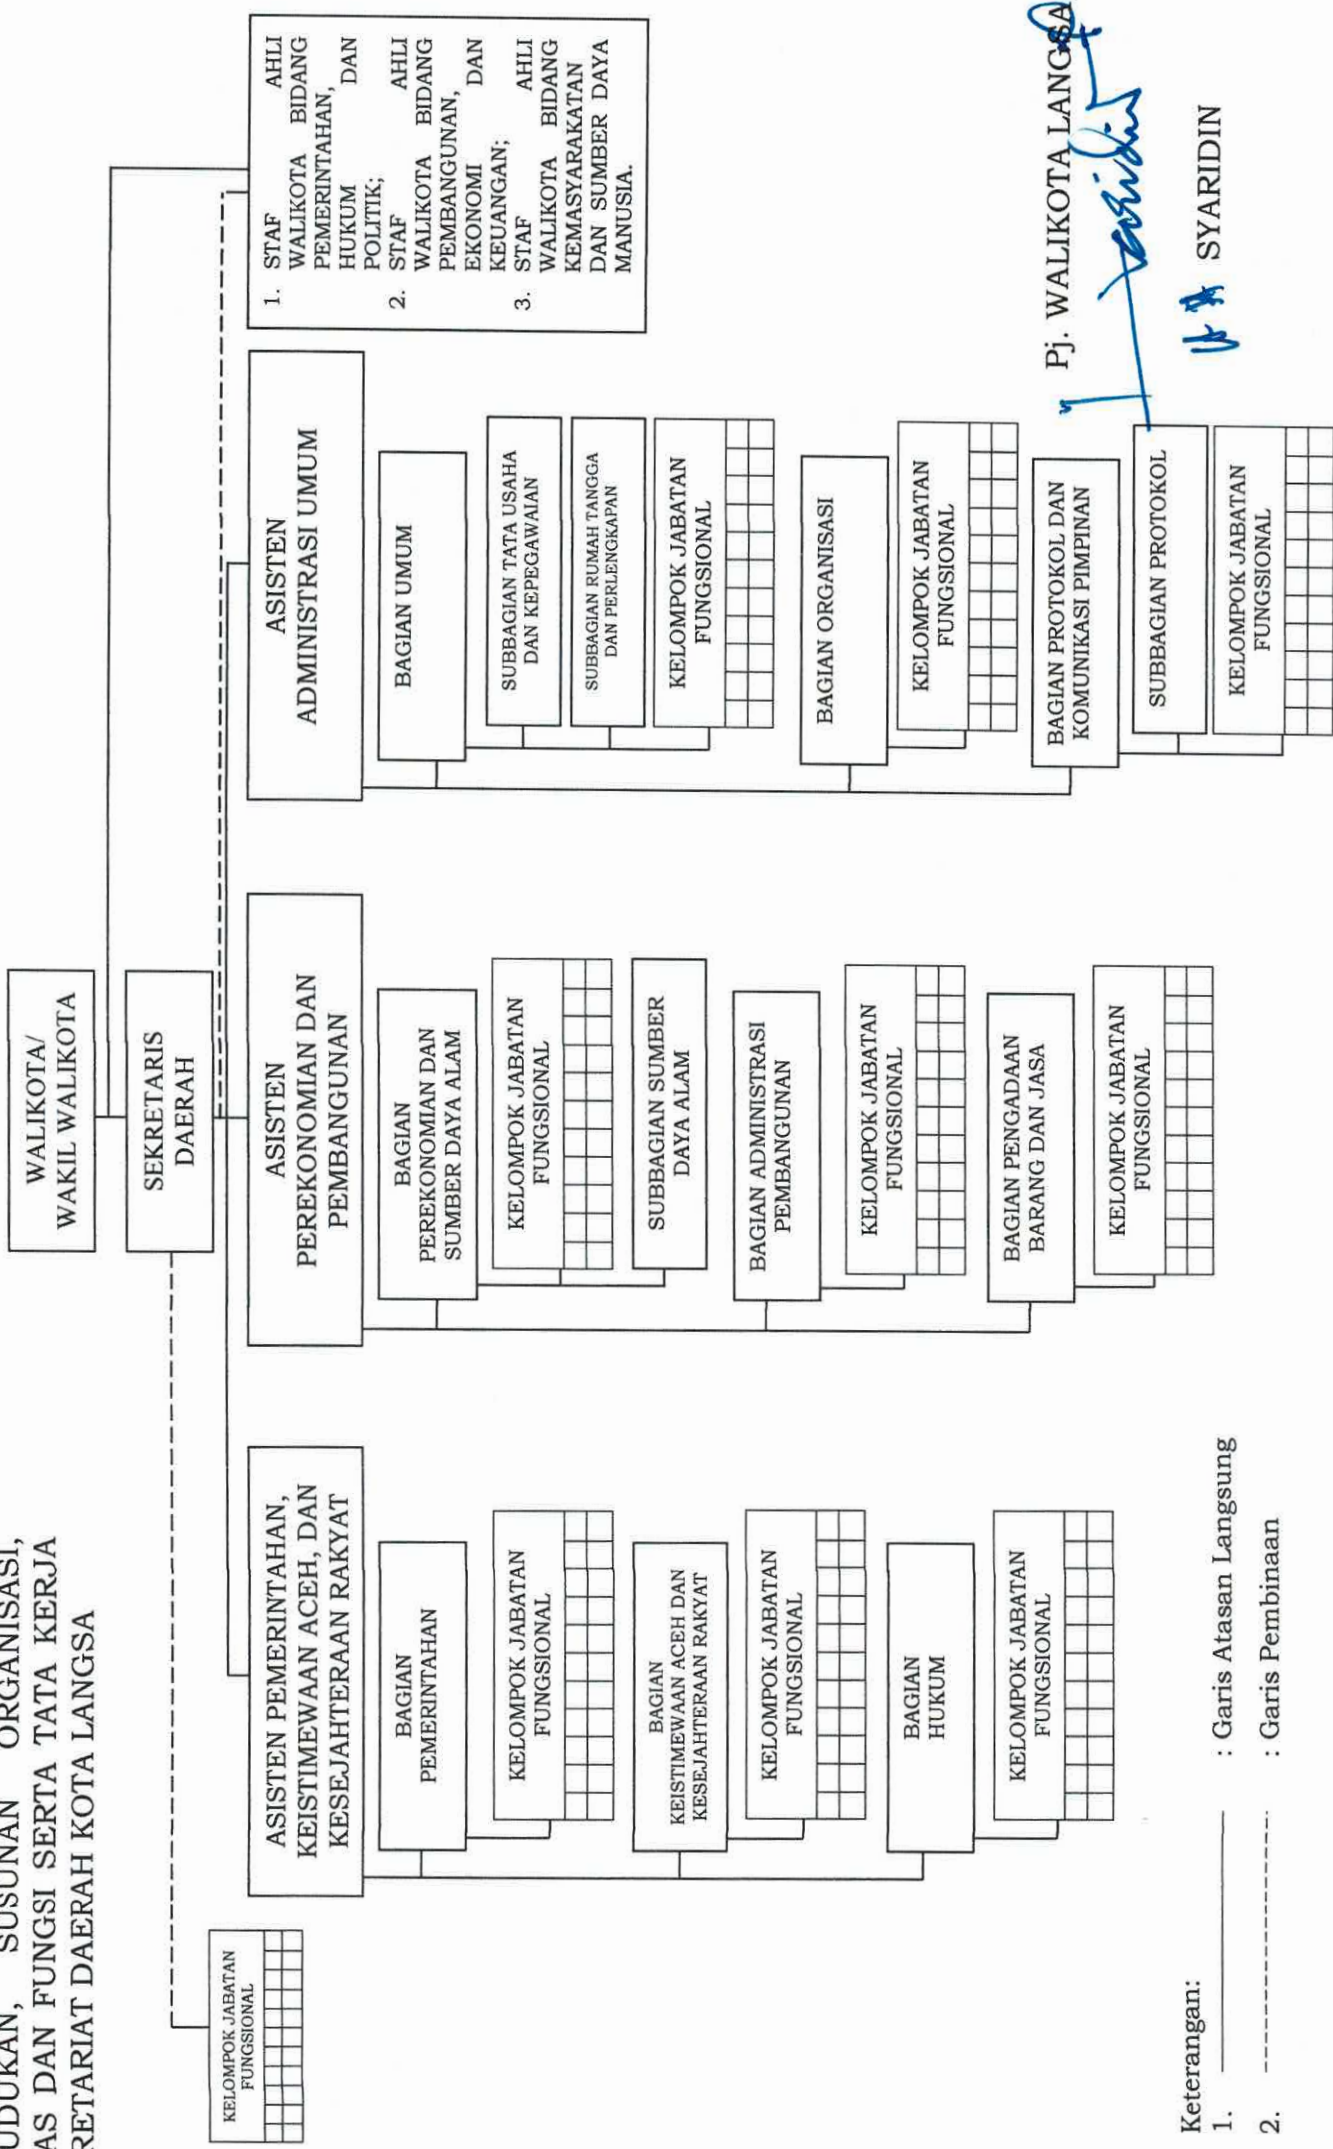 SUSUNAN ORGANISASI,
DAN FUNGSI SERTA TATA KERJA
DAERAH KOTA LANGSA
WALIKOTA/
WAKIL WALIKOTA
SEKRETARIS
DAERAH
KELOMPOK JABATAN
FUNGSIONAL
ASISTEN PEMERINTAHAN,
KEISTIMEWAAN ACEH, DAN
KESEJAHTERAAN RAKYAT
BAGIAN
PEMERINTAHAN
KELOMPOK JABATAN
FUNGSIONAL
BAGIAN
KEISTIMEWAAN ACEH DAN
KESEJAHTERAAN RAKYAT
KELOMPOK JABATAN
FUNGSIONAL
BAGIAN
HUKUM
KELOMPOK JABATAN
FUNGSIONAL
ASISTEN
PEREKONOMIAN DAN
PEMBANGUNAN
BAGIAN
PEREKONOMIAN DAN
SUMBER DAYA ALAM
KELOMPOK JABATAN
FUNGSIONAL
SUBBAGIAN SUMBER
DAYA ALAM
BAGIAN ADMINISTRASI
PEMBANGUNAN
KELOMPOK JABATAN
FUNGSIONAL
BAGIAN PENGADAAN
BARANG DAN JASA
KELOMPOK JABATAN
FUNGSIONAL
ASISTEN
ADMINISTRASI UMUM
BAGIAN UMUM
SUBBAGIAN TATA USAHA
DAN KEPEGAWAIAN
SUBBAGIAN RUMAH TANGGA
DAN PERLENGKAPAN
KELOMPOK JABATAN
FUNGSIONAL
BAGIAN ORGANISASI
KELOMPOK JABATAN
FUNGSIONAL
BAGIAN PROTOKOL DAN
KOMUNIKASI PIMPINAN
SUBBAGIAN PROTOKOL
KELOMPOK JABATAN
FUNGSIONAL
1. STAF AHLI
WALIKOTA BIDANG
PEMERINTAHAN,
HUKUM DAN
POLITIK;
2. STAF AHLI
WALIKOTA BIDANG
PEMBANGUNAN,
EKONOMI DAN
KEUANGAN;
3. STAF AHLI
WALIKOTA BIDANG
KEMASYARAKATAN
DAN SUMBER DAYA
MANUSIA.
Keterangan:
1. : Garis Atasan Langsung
2. : Garis Pembinaan
Pj. WALIKOTA LANGSA
SYARIDIN